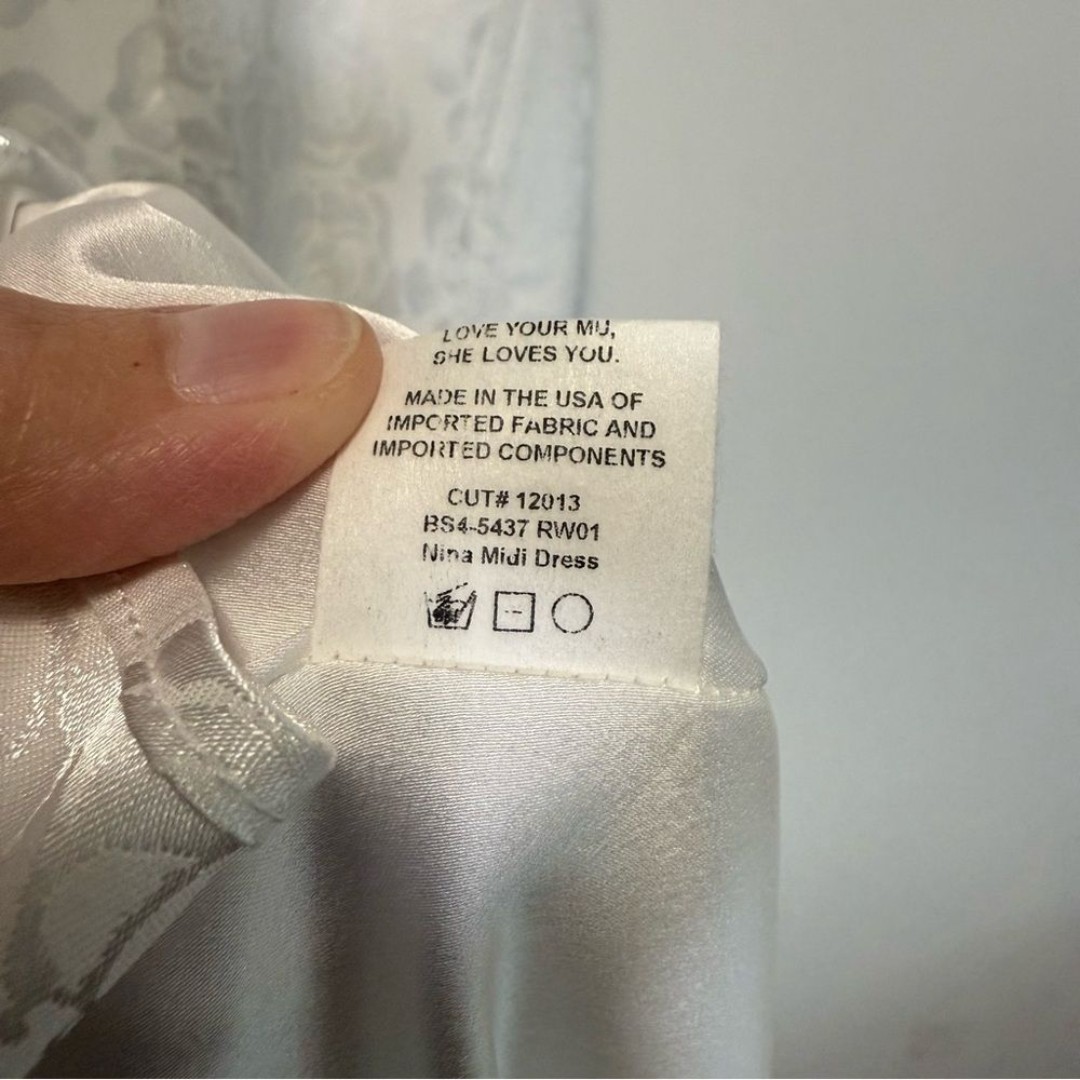 LOVE YOUR MU,
SHE LOVES YOU.
MADE IN THE USA OF
IMPORTED FABRIC AND
IMPORTED COMPONENTS
CUT# 12013
BS4-5437 RW01
Nina Midi Dress